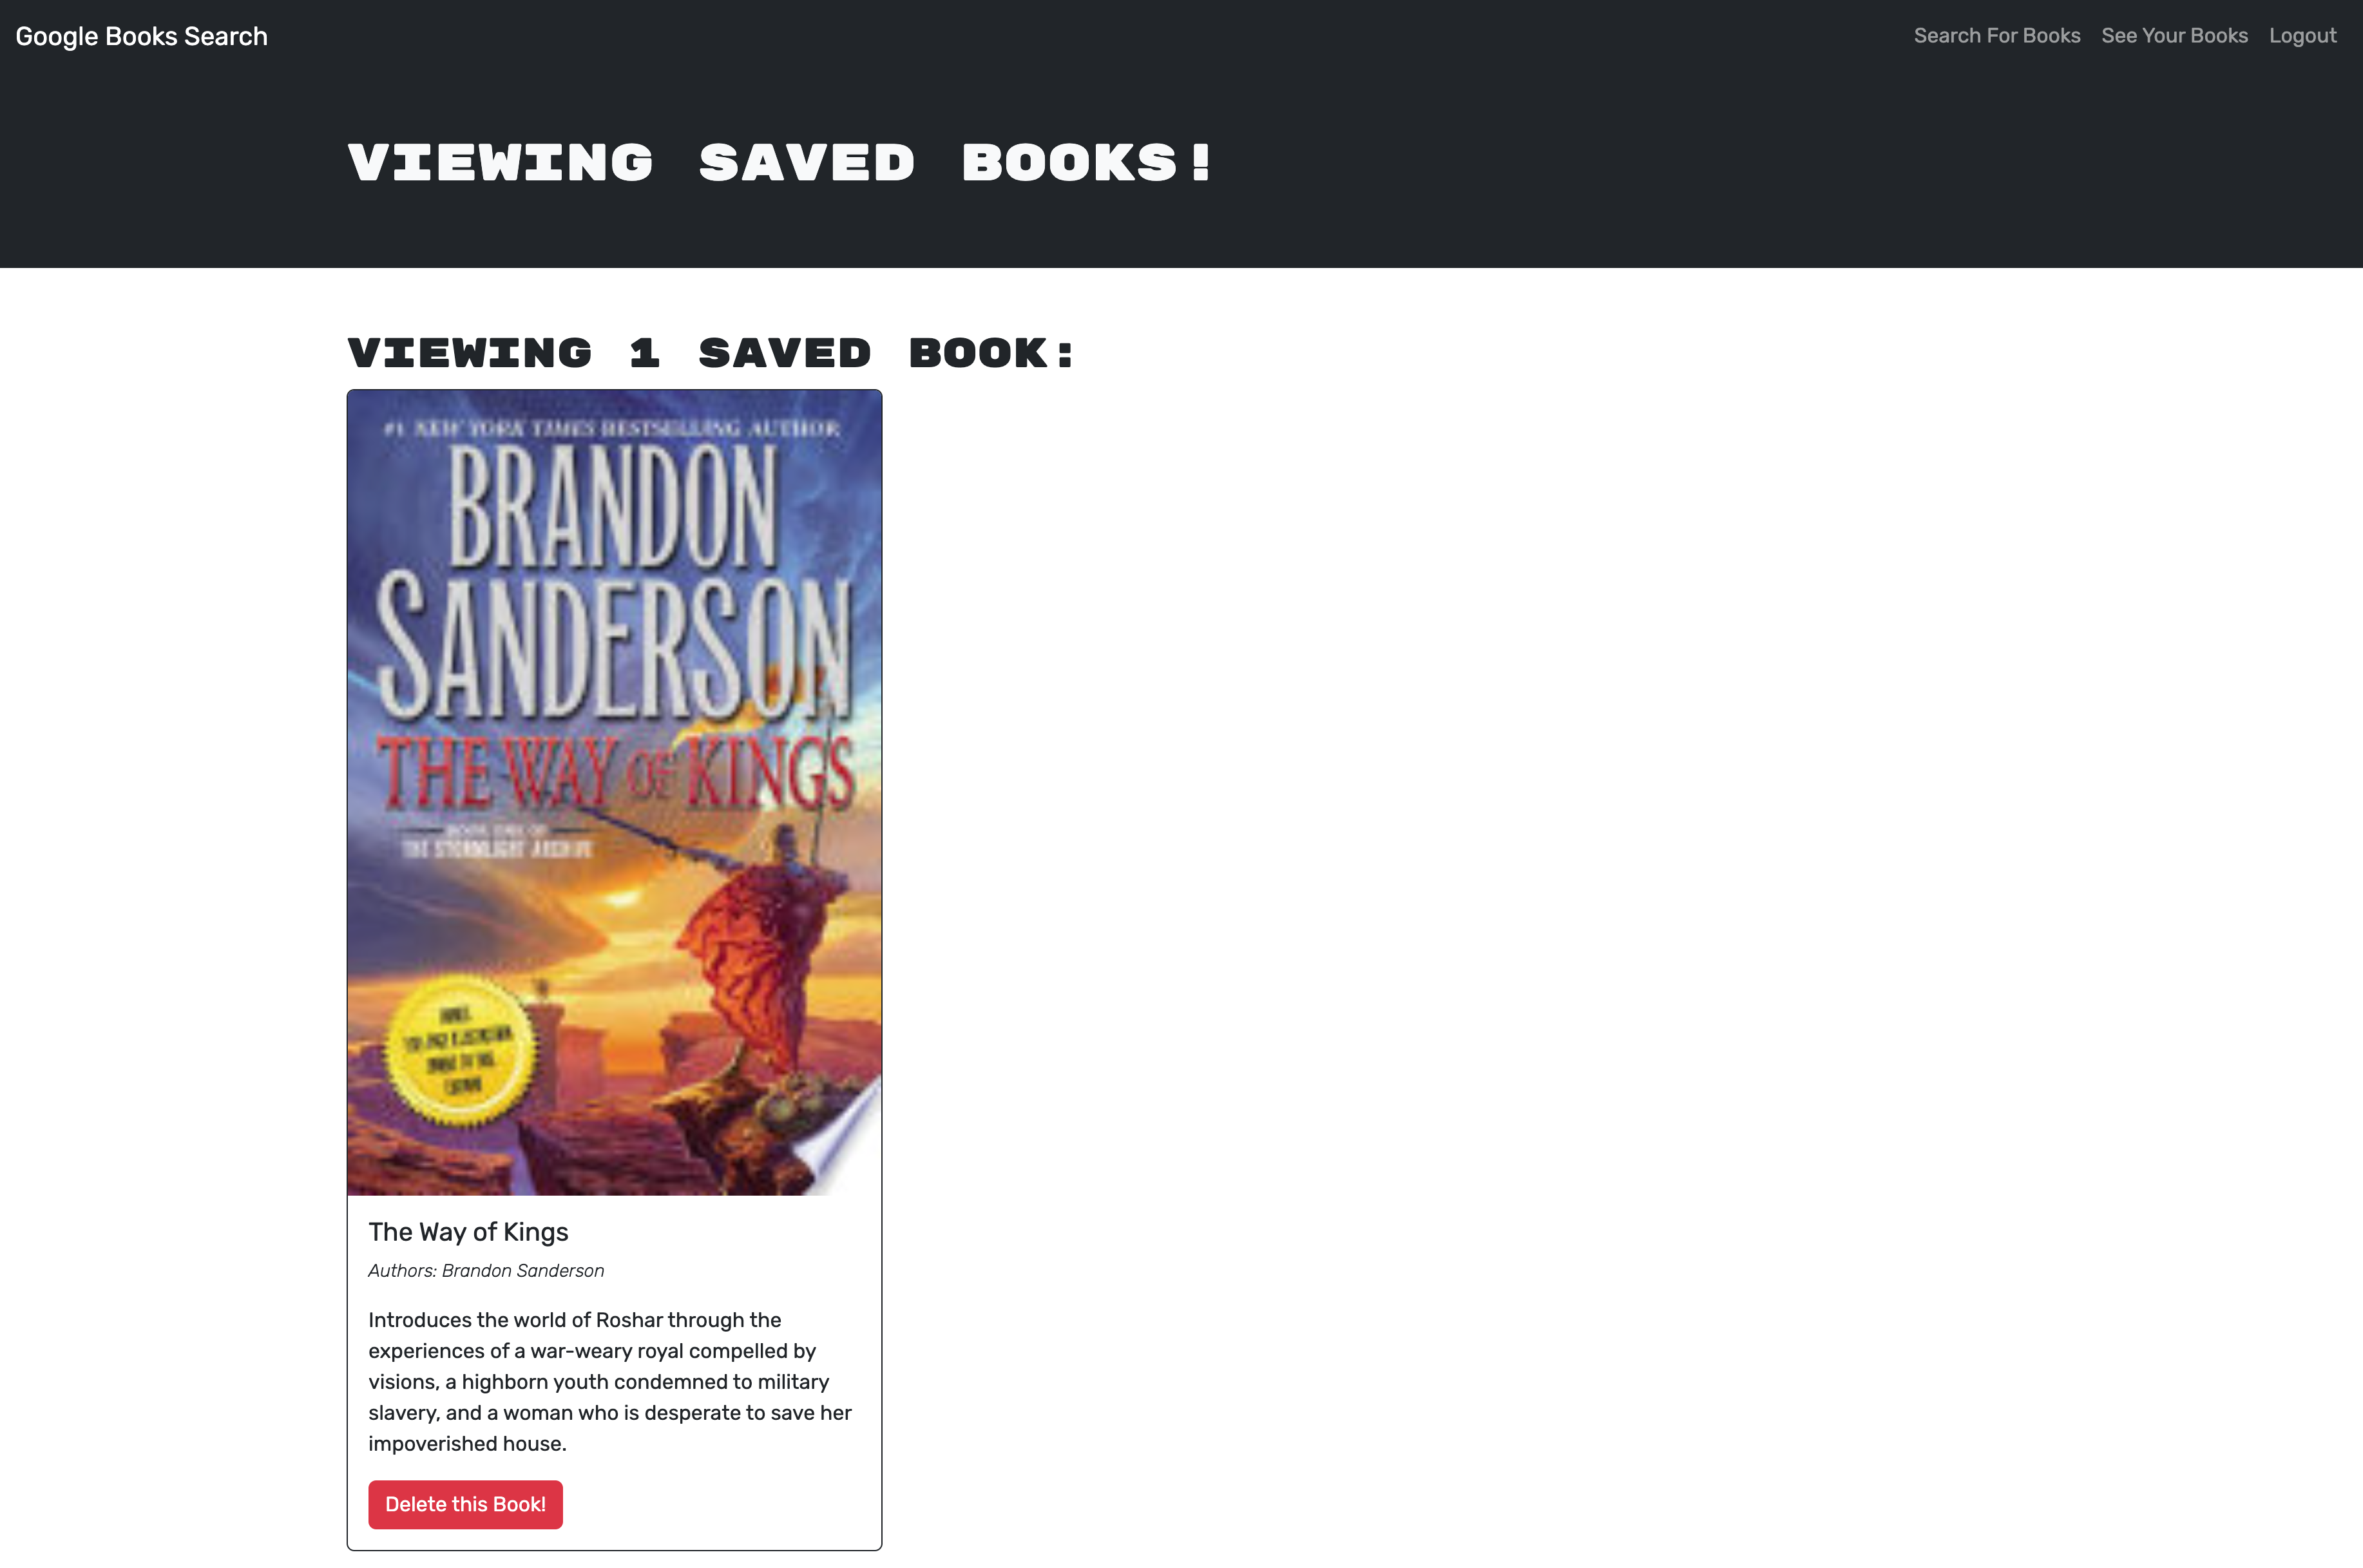 Google Books Search
Search For Books See Your Books Logout
VIEWING SAVED BOOKS!
VIEWING 1 SAVED BOOK:
#1 NEW YORK TIMES BESTSELLING AUTHOR
BRANDON
SANDERSON
THE WAY OF KINGS
BOOK ONE OF
THE STORMLIGHT ARCHIVE
The Way of Kings
Authors: Brandon Sanderson
Introduces the world of Roshar through the
experiences of a war-weary royal compelled by
visions, a highborn youth condemned to military
slavery, and a woman who is desperate to save her
impoverished house.
Delete this Book!